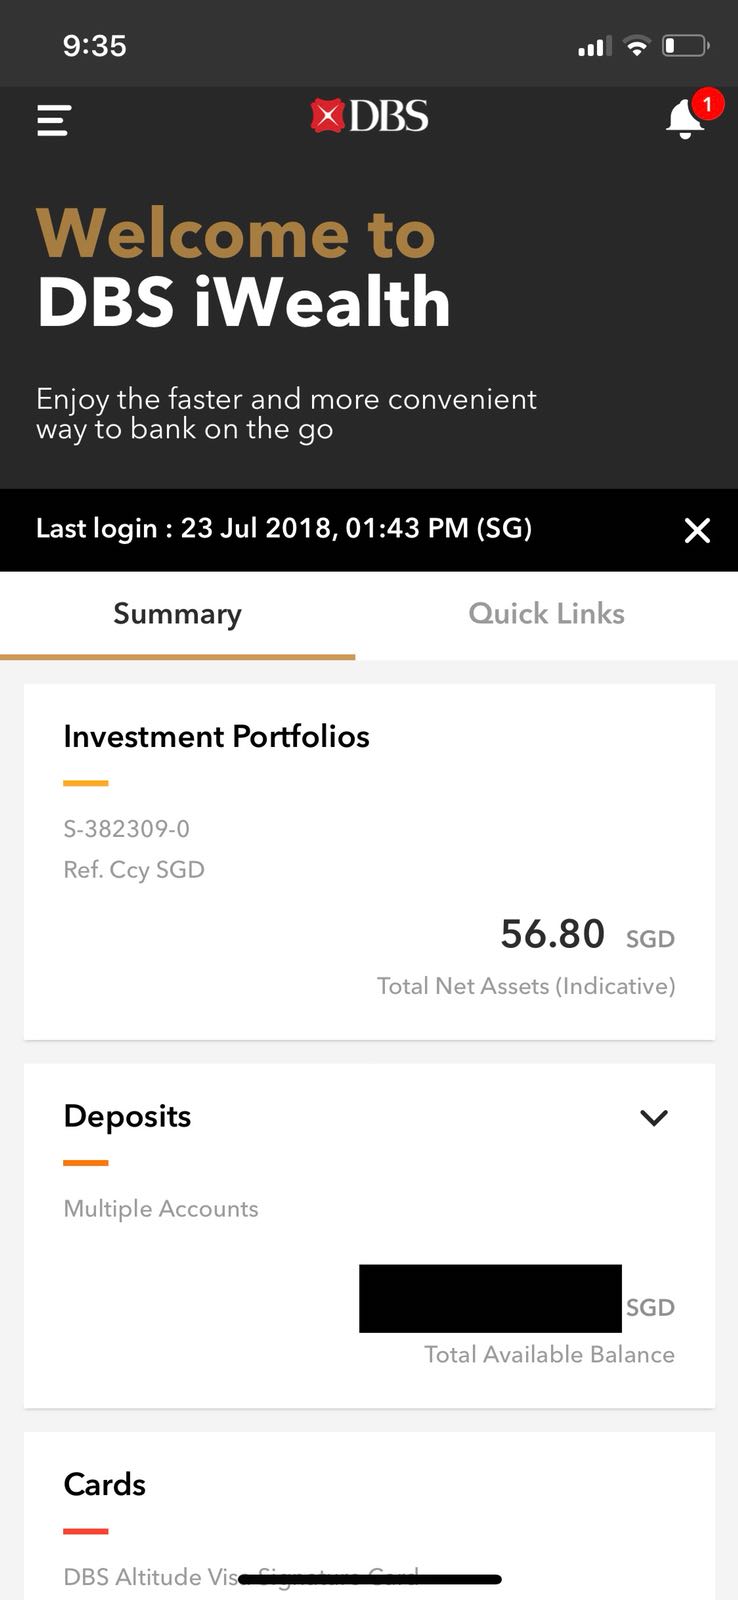 9:35
DBS
1
Welcome to
DBS iWealth
Enjoy the faster and more convenient
way to bank on the go
Last login : 23 Jul 2018, 01:43 PM (SG)
Summary
Quick Links
Investment Portfolios
S-382309-0
Ref. Ccy SGD
56.80 SGD
Total Net Assets (Indicative)
Deposits
Multiple Accounts
SGD
Total Available Balance
Cards
DBS Altitude Visa Signature Card